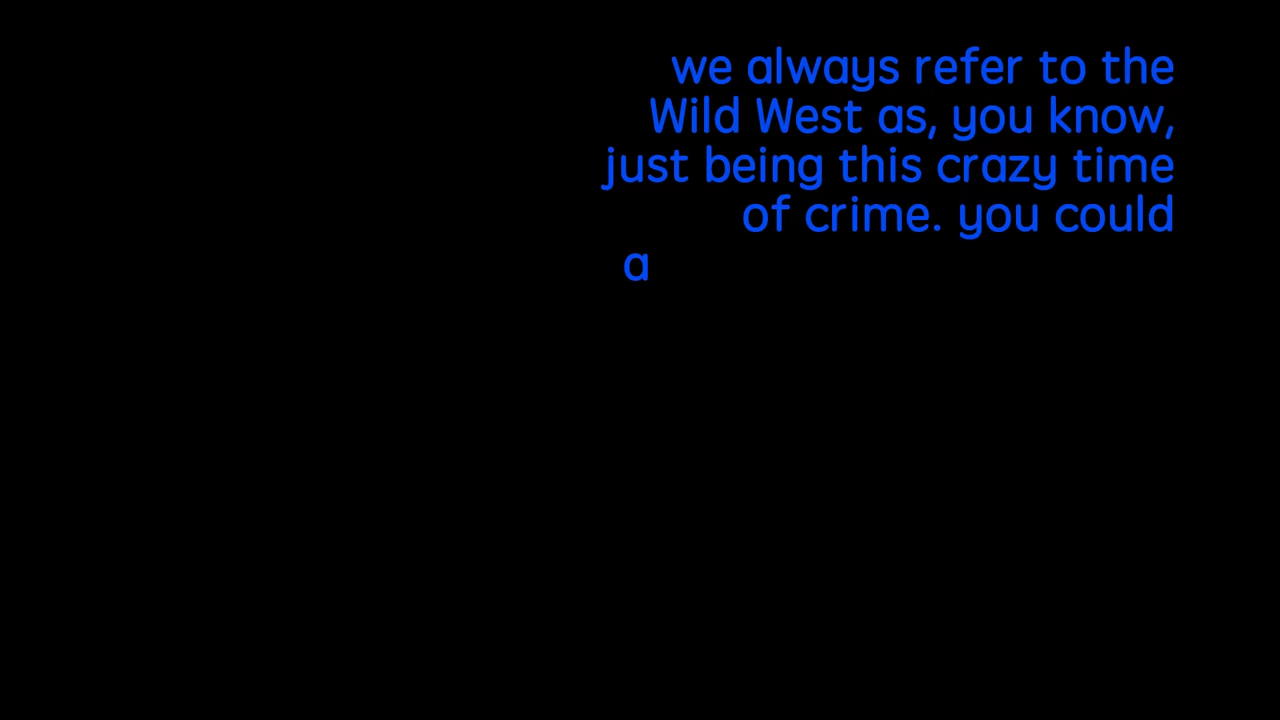 we always refer to the
Wild West as, you know,
just being this crazy time
of crime. you could
a